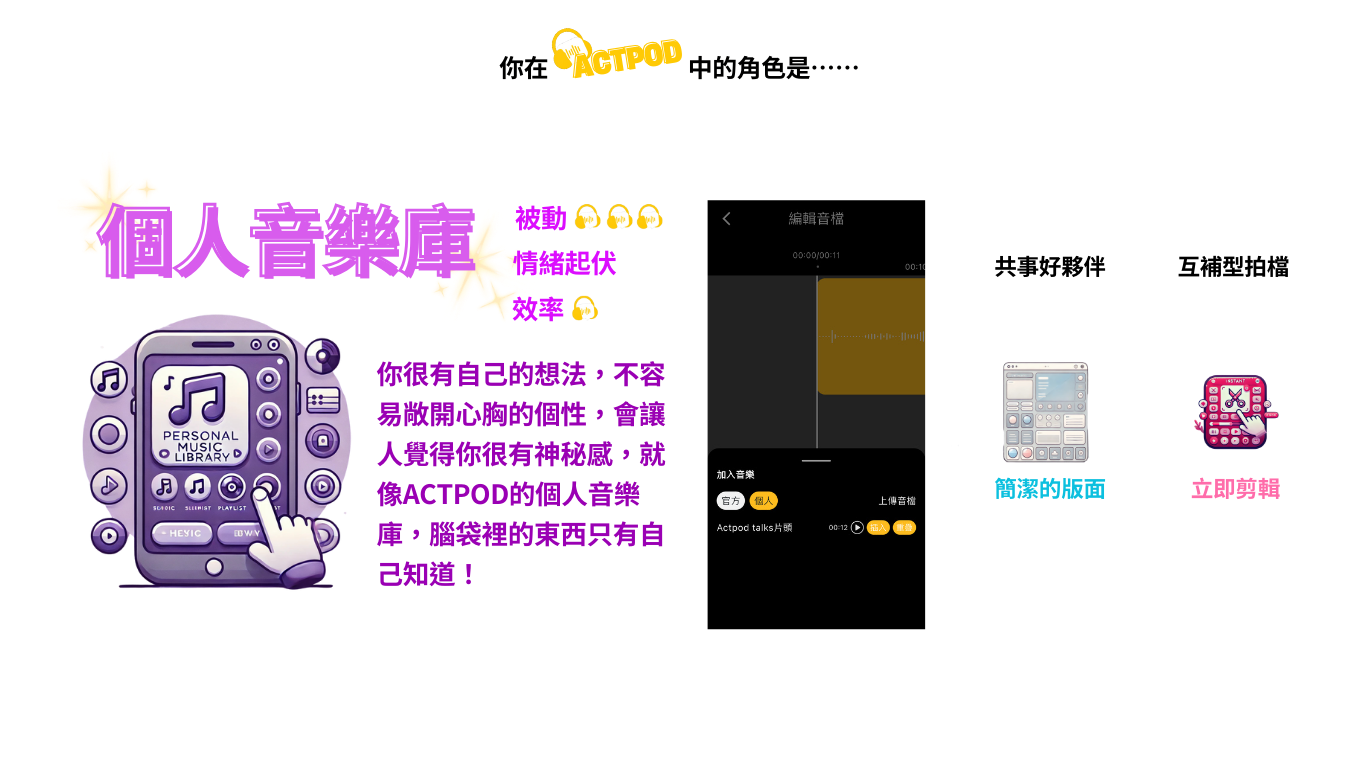 你在 ACTPOD 中的角色是⋯⋯
個人音樂庫
被動
情緒起伏
效率
你很有自己的想法，不容
易敞開心胸的個性，會讓
人覺得你很有神秘感，就
像ACTPOD的個人音樂
庫，腦袋裡的東西只有自
己知道！
PERSONAL
MUSIC
LIBRARY
PLAYLIST
編輯音檔
00:00/00:11
00:10
加入音樂
官方 個人 上傳音檔
Actpod talks片頭 00:12 插入 重疊
共事好夥伴
簡潔的版面
互補型拍檔
INSTANT
立即剪輯